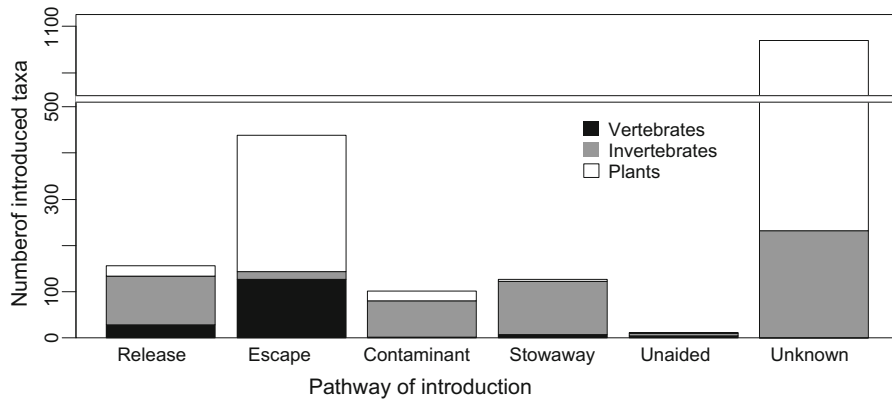 1100
500
300
100
0
Numberof introduced taxa
Vertebrates
Invertebrates
Plants
Release Escape Contaminant Stowaway Unaided Unknown
Pathway of introduction